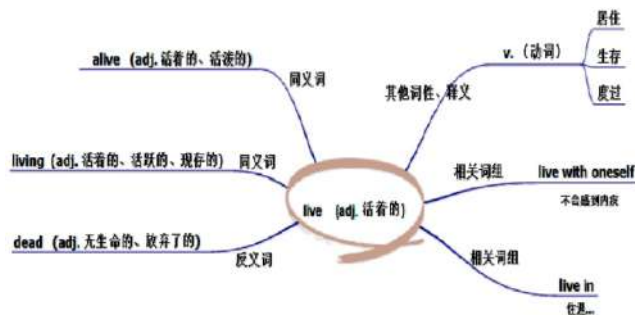 alive (adj. 活着的、活泼的)
同义词
living (adj. 活着的、活跃的、现存的)
同义词
dead (adj. 无生命的、放弃了的)
反义词
live (adj. 活着的)
其他词性、释义
v. (动词)
居住
生存
度过
相关词组
live with oneself
不会感到内疚
相关词组
live in
住进...